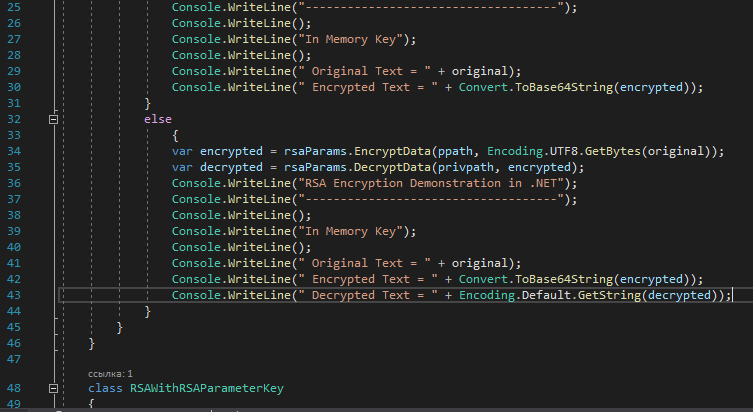 25 Console.WriteLine("--------------------------------------");
26 Console.WriteLine();
27 Console.WriteLine("In Memory Key");
28 Console.WriteLine();
29 Console.WriteLine(" Original Text = " + original);
30 Console.WriteLine(" Encrypted Text = " + Convert.ToBase64String(encrypted));
31 }
32 else
33 {
34 var encrypted = rsaParams.EncryptData(ppath, Encoding.UTF8.GetBytes(original));
35 var decrypted = rsaParams.DecryptData(privpath, encrypted);
36 Console.WriteLine("RSA Encryption Demonstration in .NET");
37 Console.WriteLine("--------------------------------------");
38 Console.WriteLine();
39 Console.WriteLine("In Memory Key");
40 Console.WriteLine();
41 Console.WriteLine(" Original Text = " + original);
42 Console.WriteLine(" Encrypted Text = " + Convert.ToBase64String(encrypted));
43 Console.WriteLine(" Decrypted Text = " + Encoding.Default.GetString(decrypted));
44 }
45 }
46 }
47
ссылка: 1
48 class RSAWithRSAParameterKey
49 {